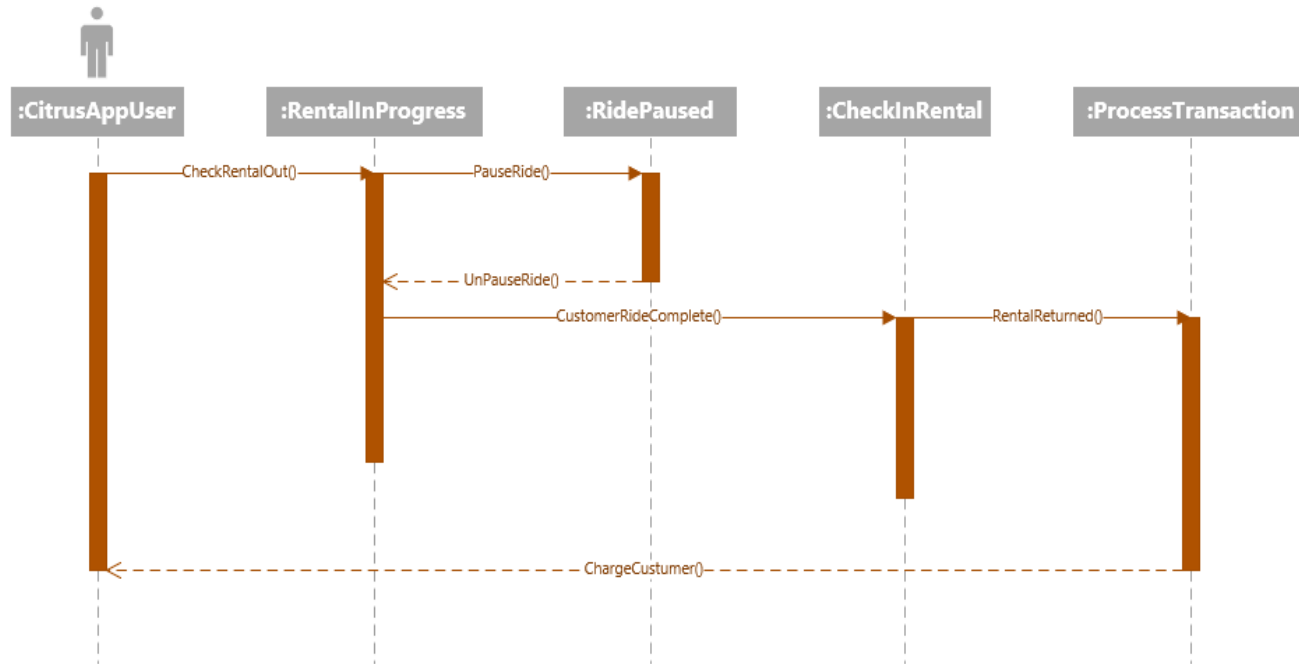 :CitrusAppUser
:RentalInProgress
:RidePaused
:CheckInRental
:ProcessTransaction
CheckRentalOut()
PauseRide()
UnPauseRide()
CustomerRideComplete()
RentalReturned()
ChargeCustumer()